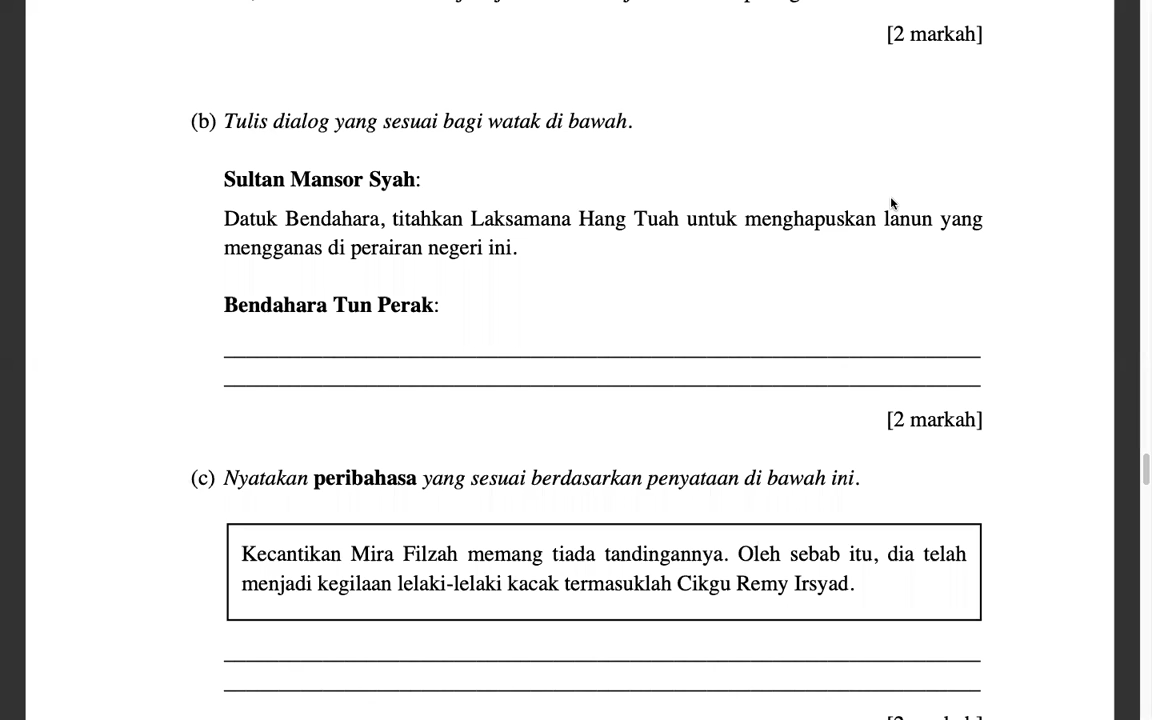 [2 markah]
(b) Tulis dialog yang sesuai bagi watak di bawah.
Sultan Mansor Syah:
Datuk Bendahara, titahkan Laksamana Hang Tuah untuk menghapuskan lanun yang
mengganas di perairan negeri ini.
Bendahara Tun Perak:
[2 markah]
(c) Nyatakan peribahasa yang sesuai berdasarkan penyataan di bawah ini.
Kecantikan Mira Filzah memang tiada tandingannya. Oleh sebab itu, dia telah
menjadi kegilaan lelaki-lelaki kacak termasuklah Cikgu Remy Irsyad.